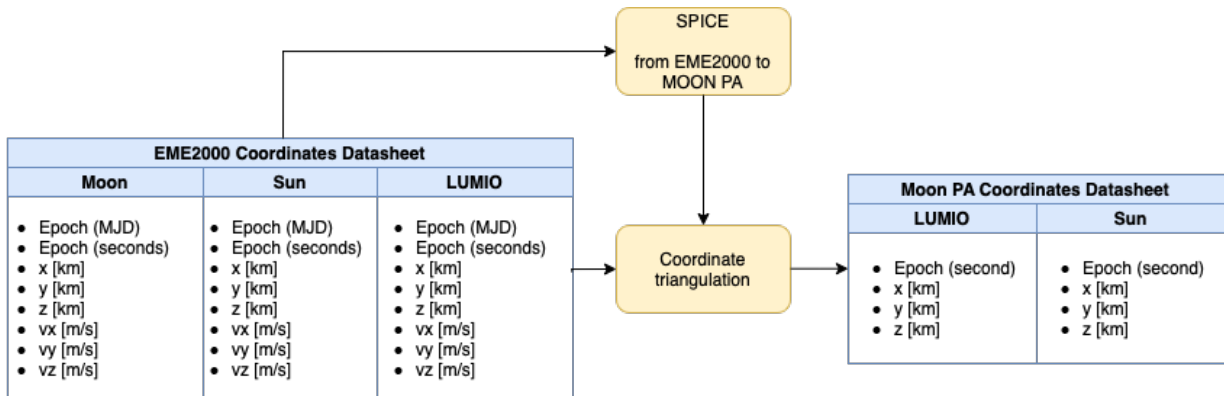 SPICE
from EME2000 to
MOON PA
EME2000 Coordinates Datasheet
Moon
Sun
LUMIO
● Epoch (MJD)
● Epoch (seconds)
● x [km]
● y [km]
● z [km]
● vx [m/s]
● vy [m/s]
● vz [m/s]
● Epoch (MJD)
● Epoch (seconds)
● x [km]
● y [km]
● z [km]
● vx [m/s]
● vy [m/s]
● vz [m/s]
● Epoch (MJD)
● Epoch (seconds)
● x [km]
● y [km]
● z [km]
● vx [m/s]
● vy [m/s]
● vz [m/s]
Coordinate
triangulation
Moon PA Coordinates Datasheet
LUMIO
Sun
● Epoch (second)
● x [km]
● y [km]
● z [km]
● Epoch (second)
● x [km]
● y [km]
● z [km]